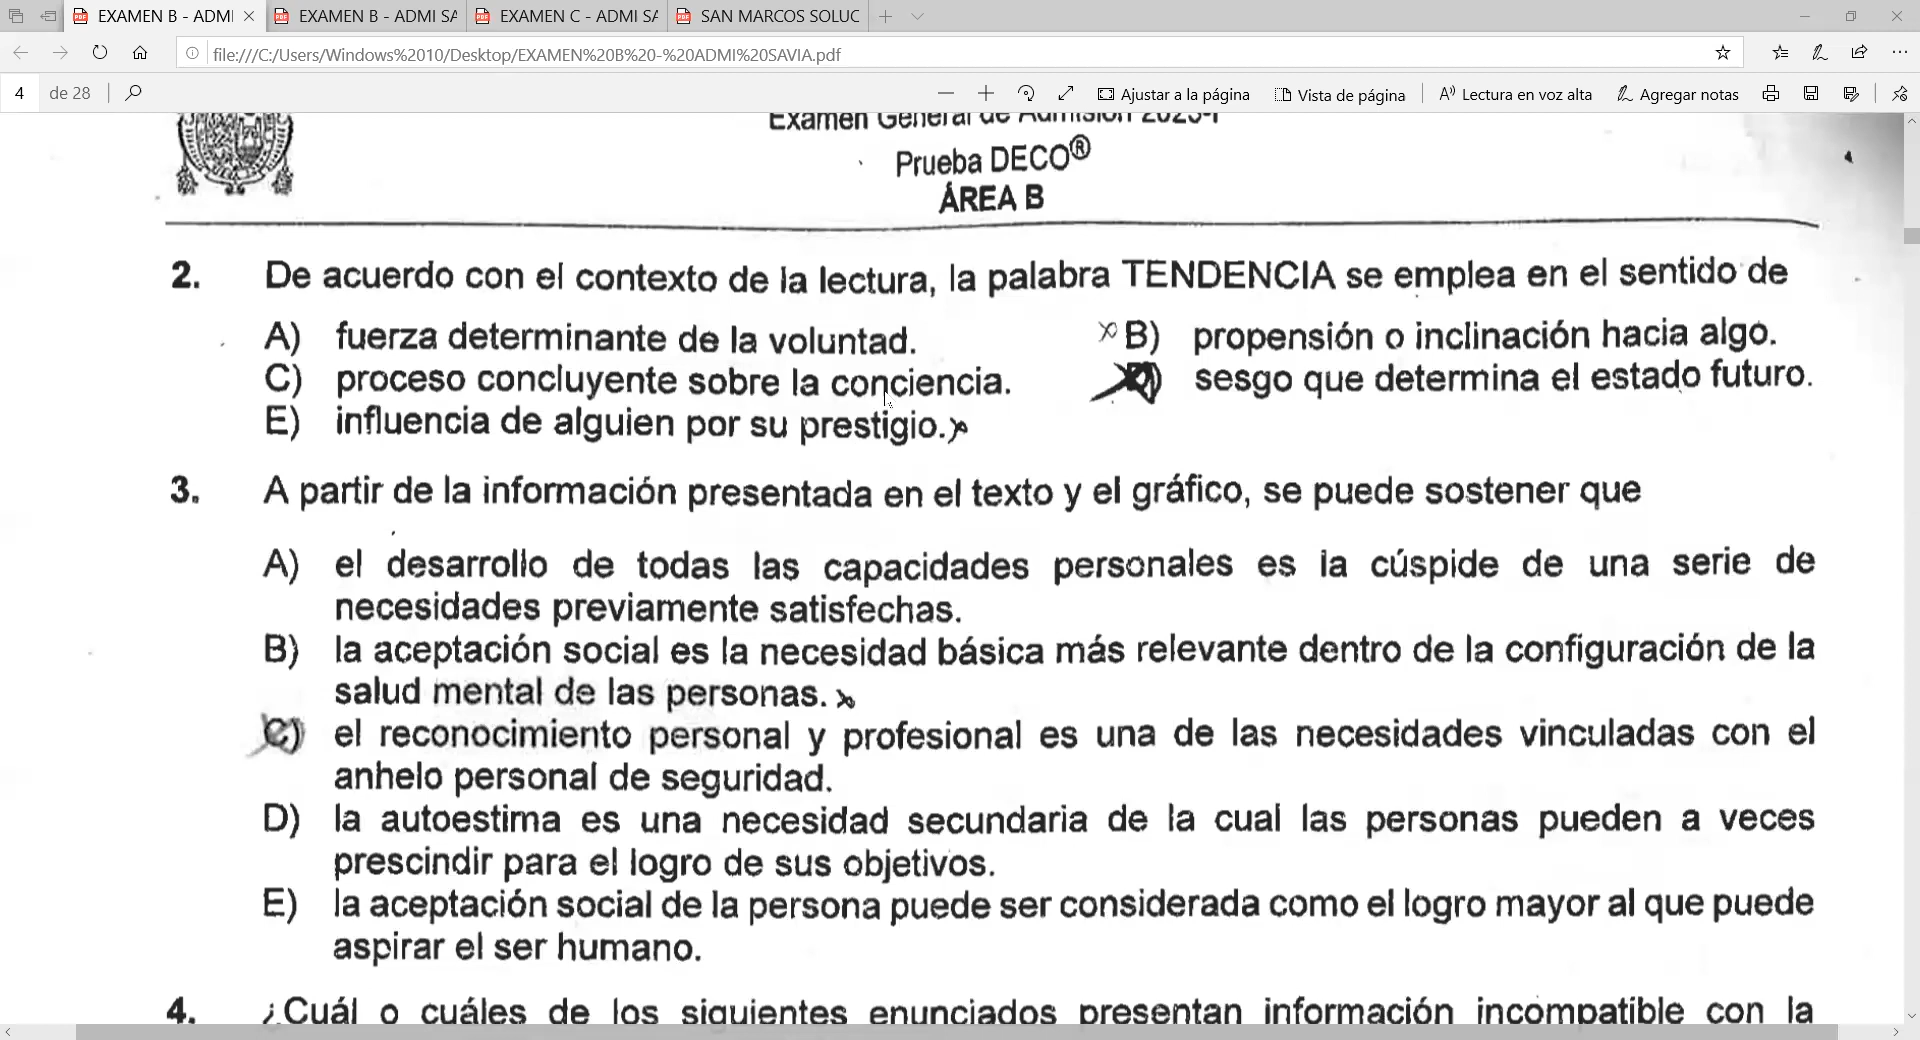 EXAMEN B - ADMI
EXAMEN B - ADMI SA
EXAMEN C - ADMI SA
SAN MARCOS SOLUC
file:///C:/Users/Windows%2010/Desktop/EXAMEN%20B%20-%20ADMI%20SAVIA.pdf
4 de 28
Ajustar a la página
Vista de página
Lectura en voz alta
Agregar notas
Examen General de Admisión 2023-I
Prueba DECO®
ÁREA B
2. De acuerdo con el contexto de la lectura, la palabra TENDENCIA se emplea en el sentido de
A) fuerza determinante de la voluntad. B) propensión o inclinación hacia algo.
C) proceso concluyente sobre la conciencia. sesgo que determina el estado futuro.
E) influencia de alguien por su prestigio.
3. A partir de la información presentada en el texto y el gráfico, se puede sostener que
A) el desarrollo de todas las capacidades personales es la cúspide de una serie de
necesidades previamente satisfechas.
B) la aceptación social es la necesidad básica más relevante dentro de la configuración de la
salud mental de las personas.
C) el reconocimiento personal y profesional es una de las necesidades vinculadas con el
anhelo personal de seguridad.
D) la autoestima es una necesidad secundaria de la cual las personas pueden a veces
prescindir para el logro de sus objetivos.
E) la aceptación social de la persona puede ser considerada como el logro mayor al que puede
aspirar el ser humano.
4. ¿Cuál o cuáles de los siguientes enunciados presentan información incompatible con la